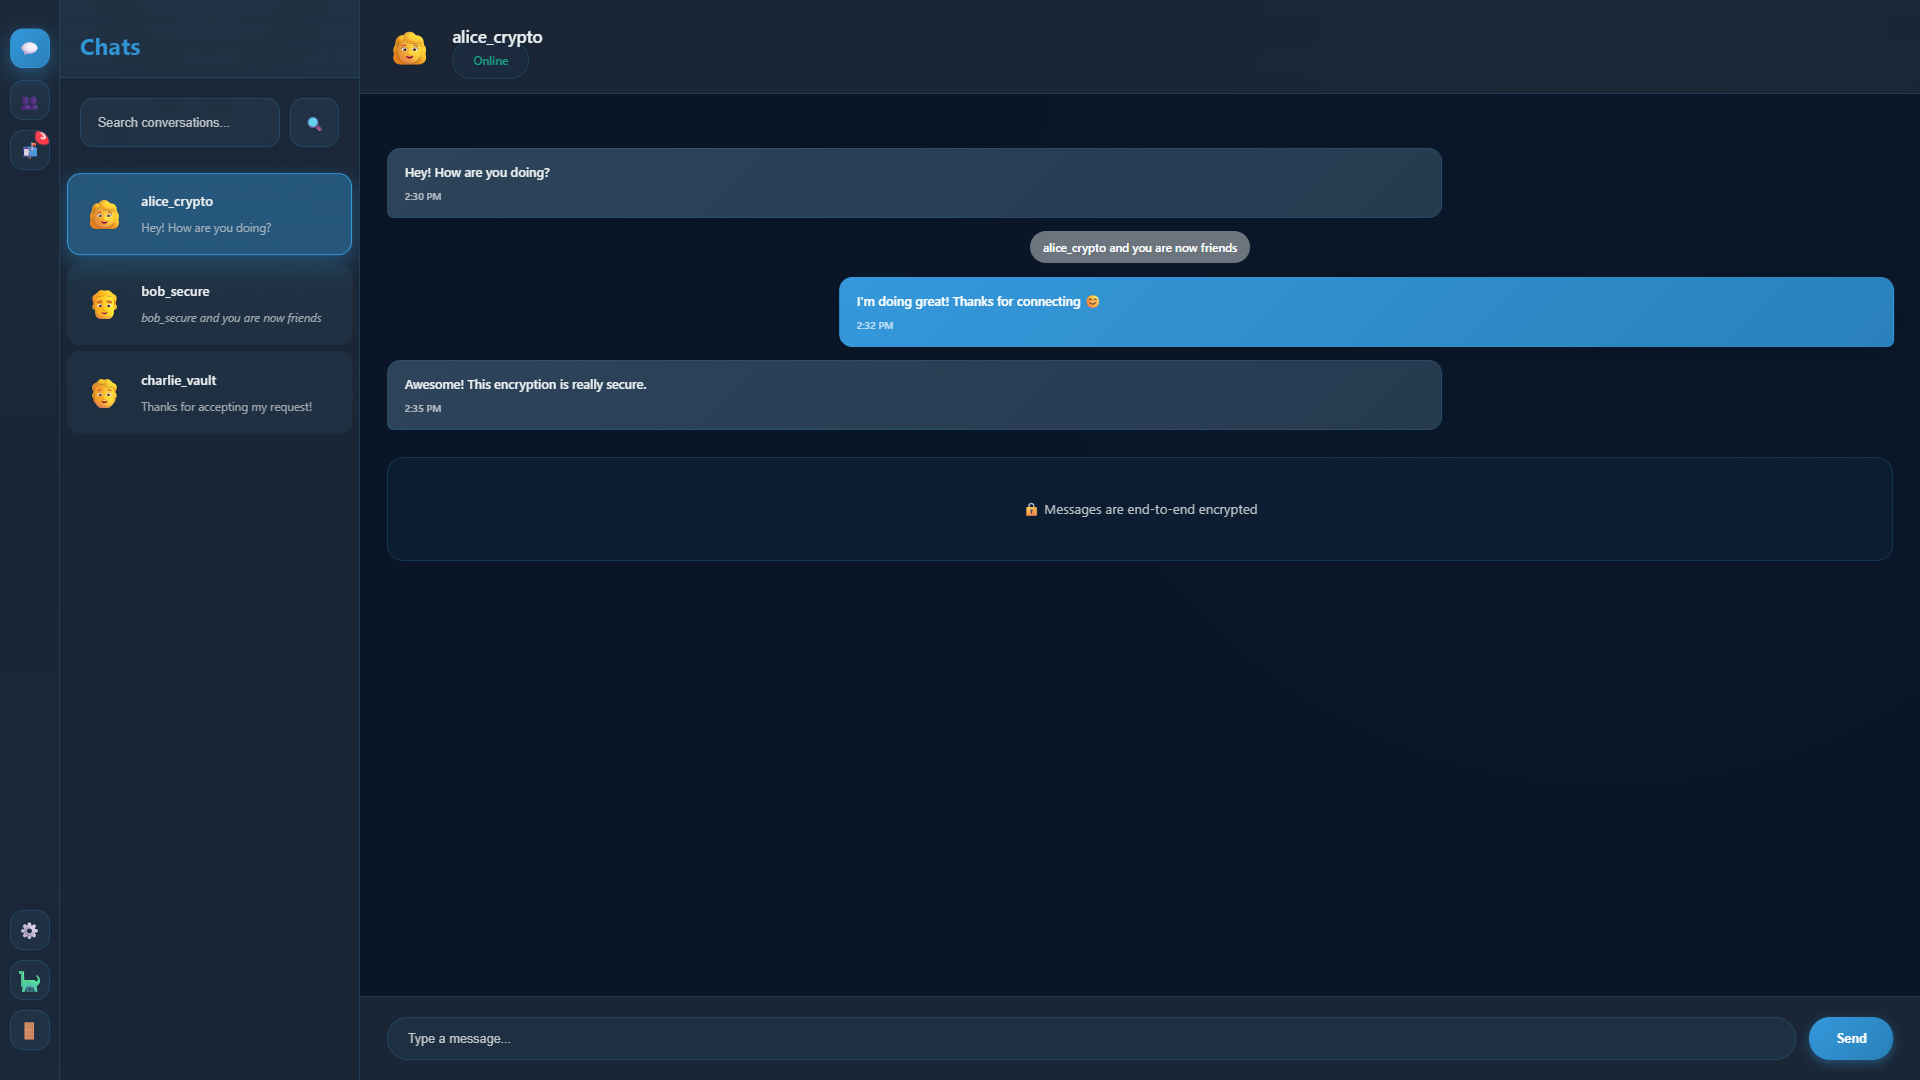 Chats
Search conversations...
3
alice_crypto
Hey! How are you doing?
bob_secure
bob_secure and you are now friends
charlie_vault
Thanks for accepting my request!
alice_crypto
Online
Hey! How are you doing?
2:30 PM
alice_crypto and you are now friends
I'm doing great! Thanks for connecting 😊
2:32 PM
Awesome! This encryption is really secure.
2:35 PM
🔒 Messages are end-to-end encrypted
Type a message...
Send